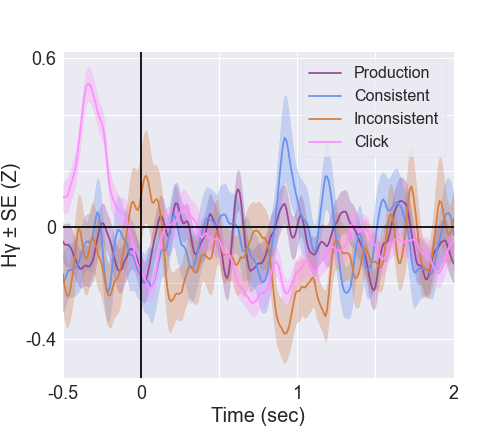 0.6
0
-0.4
Hγ ± SE (Z)
Production
Consistent
Inconsistent
Click
-0.5
0
1
2
Time (sec)